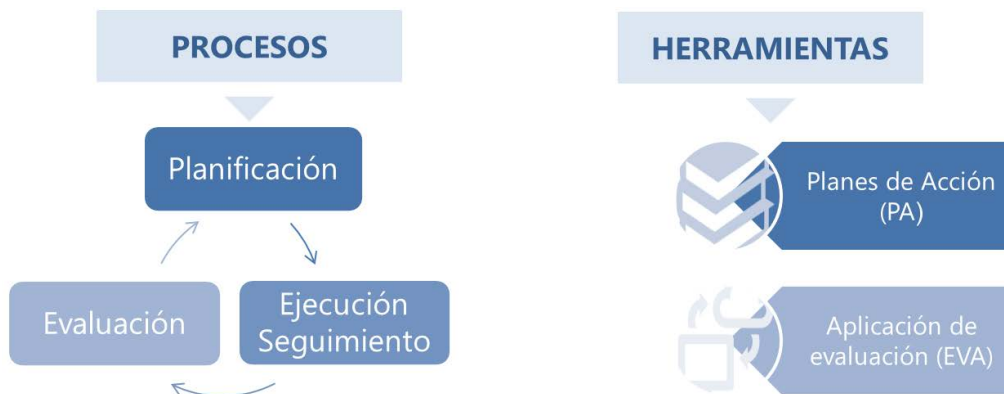 PROCESOS
Planificación
Evaluación
Ejecución
Seguimiento
HERRAMIENTAS
Planes de Acción
(PA)
Aplicación de
evaluación (EVA)